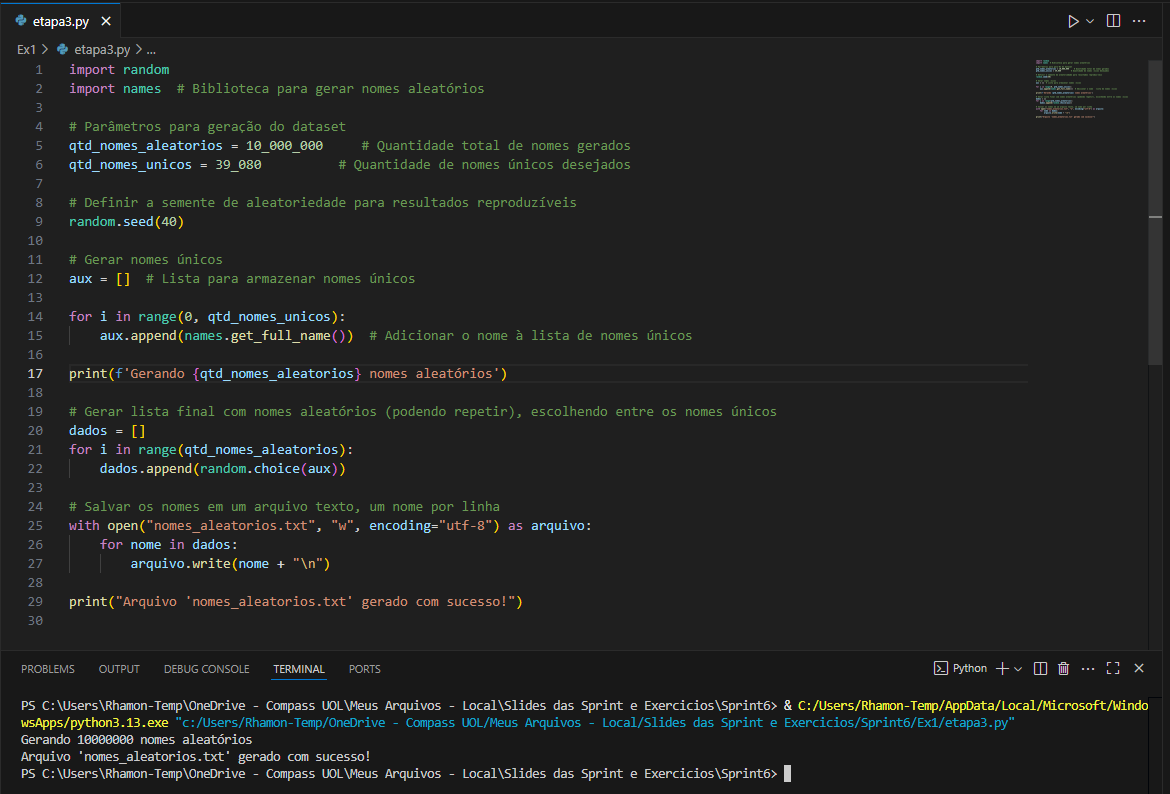 etapa3.py
Ex1 > etapa3.py > ...
1 import random
2 import names  # Biblioteca para gerar nomes aleatórios
3
4 # Parâmetros para geração do dataset
5 qtd_nomes_aleatorios = 10_000_000     # Quantidade total de nomes gerados
6 qtd_nomes_unicos = 39_080          # Quantidade de nomes únicos desejados
7
8 # Definir a semente de aleatoriedade para resultados reproduzíveis
9 random.seed(40)
10
11 # Gerar nomes únicos
12 aux = []  # Lista para armazenar nomes únicos
13
14 for i in range(0, qtd_nomes_unicos):
15     aux.append(names.get_full_name())  # Adicionar o nome à lista de nomes únicos
16
17 print(f'Gerando {qtd_nomes_aleatorios} nomes aleatórios')
18
19 # Gerar lista final com nomes aleatórios (podendo repetir), escolhendo entre os nomes únicos
20 dados = []
21 for i in range(qtd_nomes_aleatorios):
22     dados.append(random.choice(aux))
23
24 # Salvar os nomes em um arquivo texto, um nome por linha
25 with open("nomes_aleatorios.txt", "w", encoding="utf-8") as arquivo:
26     for nome in dados:
27         arquivo.write(nome + "\n")
28
29 print("Arquivo 'nomes_aleatorios.txt' gerado com sucesso!")
30
PROBLEMS OUTPUT DEBUG CONSOLE TERMINAL PORTS Python
PS C:\Users\Rhamon-Temp\OneDrive - Compass UOL\Meus Arquivos - Local\Slides das Sprint e Exercicios\Sprint6> & C:/Users/Rhamon-Temp/AppData/Local/Microsoft/Windo
wsApps/python3.13.exe "c:/Users/Rhamon-Temp/OneDrive - Compass UOL/Meus Arquivos - Local/Slides das Sprint e Exercicios/Sprint6/Ex1/etapa3.py"
Gerando 10000000 nomes aleatórios
Arquivo 'nomes_aleatorios.txt' gerado com sucesso!
PS C:\Users\Rhamon-Temp\OneDrive - Compass UOL\Meus Arquivos - Local\Slides das Sprint e Exercicios\Sprint6>